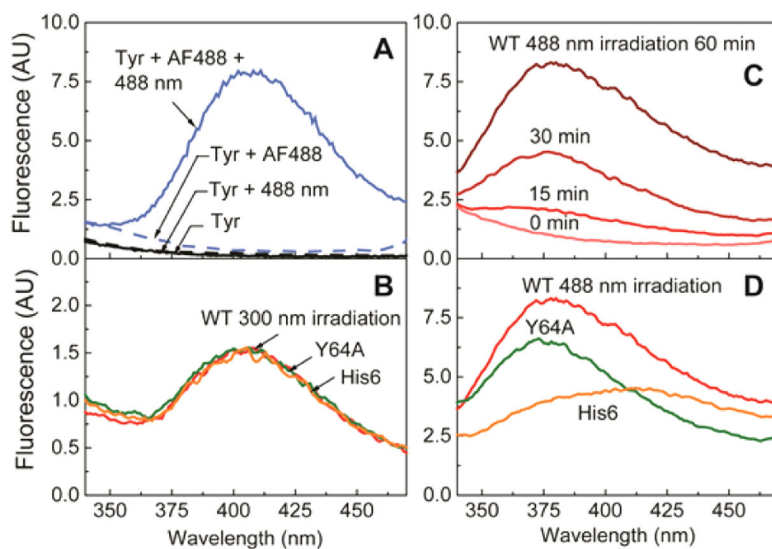 10.0
7.5
5.0
2.5
0.0
Fluorescence (AU)
A
Tyr + AF488 +
488 nm
Tyr + AF488
Tyr + 488 nm
Tyr
10.0
7.5
5.0
2.5
0.0
Fluorescence (AU)
C
WT 488 nm irradiation 60 min
30 min
15 min
0 min
2.0
1.5
1.0
0.5
0.0
Fluorescence (AU)
B
WT 300 nm irradiation
Y64A
His6
350 375 400 425 450
Wavelength (nm)
7.5
5.0
2.5
0.0
D
WT 488 nm irradiation
Y64A
His6
350 375 400 425 450
Wavelength (nm)